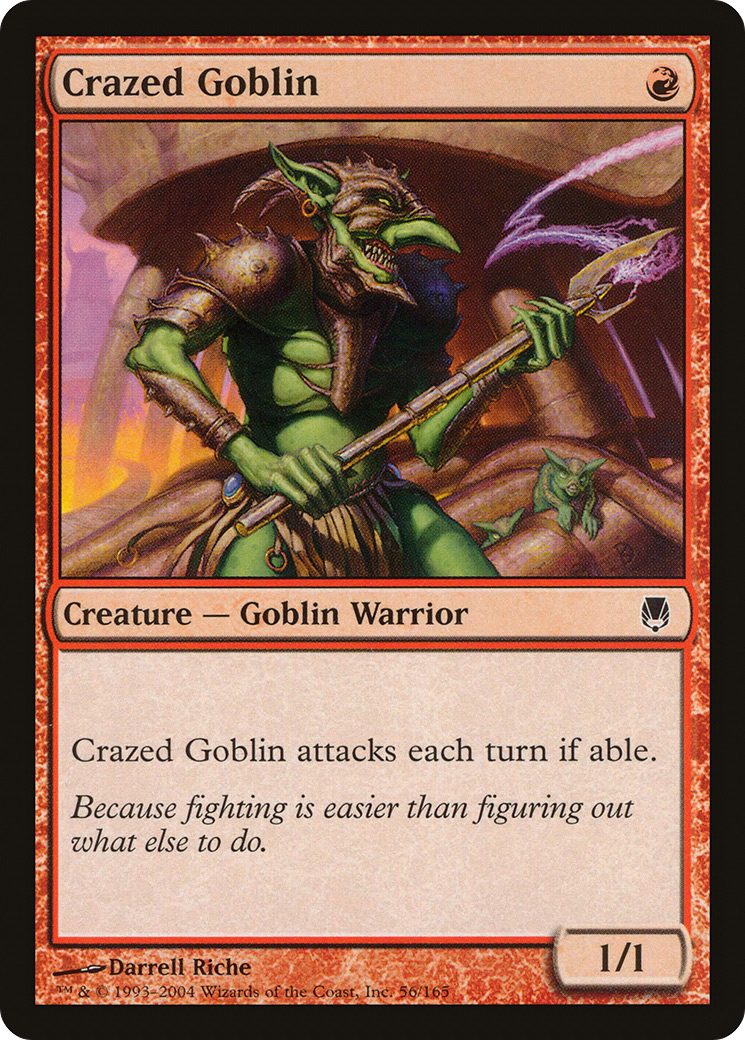 Crazed Goblin
Creature — Goblin Warrior
Crazed Goblin attacks each turn if able.
Because fighting is easier than figuring out
what else to do.
1/1
Darrell Riche
™ & © 1993–2004 Wizards of the Coast, Inc. 56/165